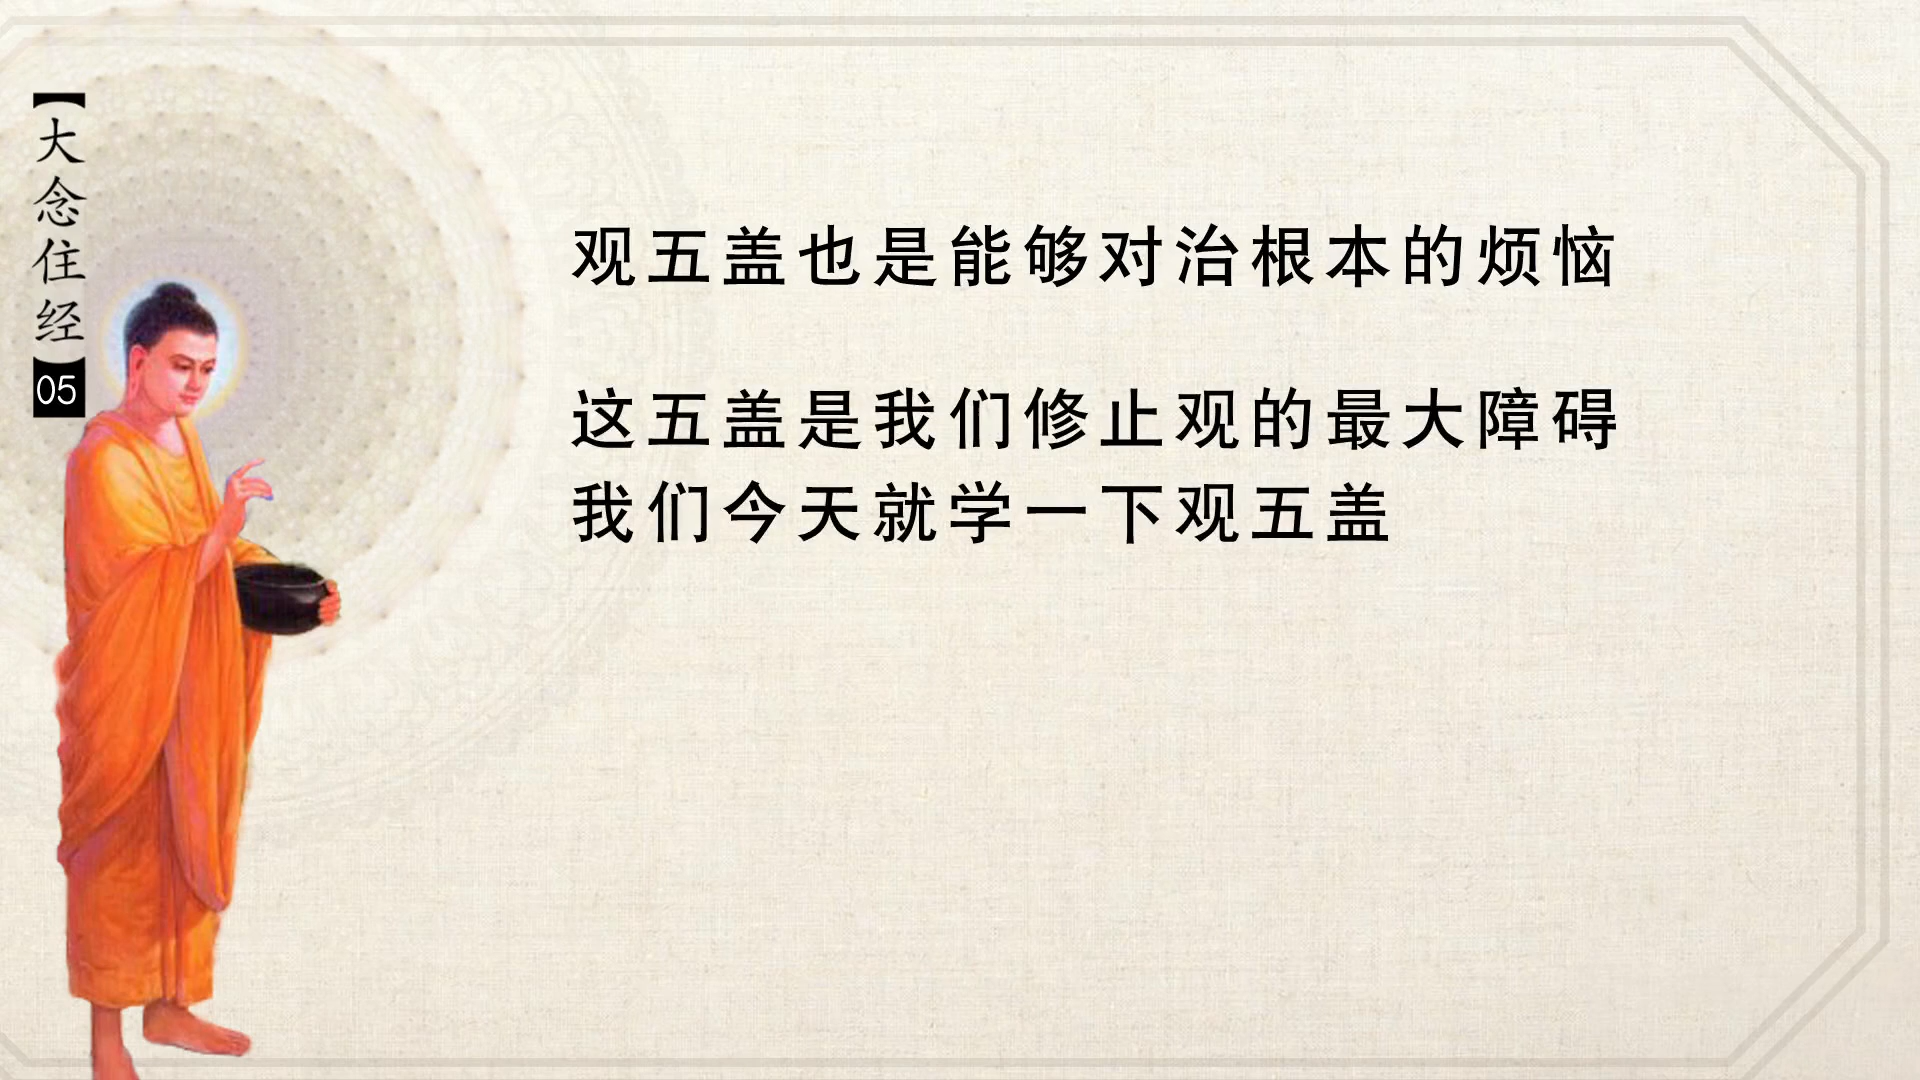 【大念住经】
05
观五盖也是能够对治根本的烦恼
这五盖是我们修止观的最大障碍
我们今天就学一下观五盖